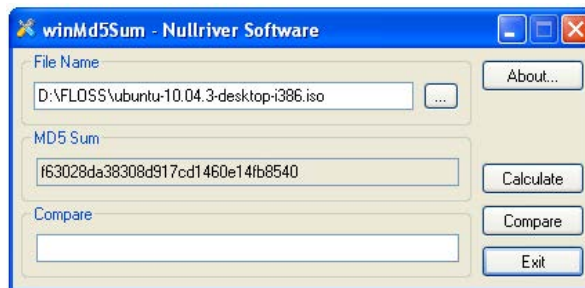 winMd5Sum - Nullriver Software
File Name
About...
D:\FLOSS\ubuntu-10.04.3-desktop-i386.iso
...
MD5 Sum
f63028da38308d917cd1460e14fb8540
Calculate
Compare
Compare
Exit